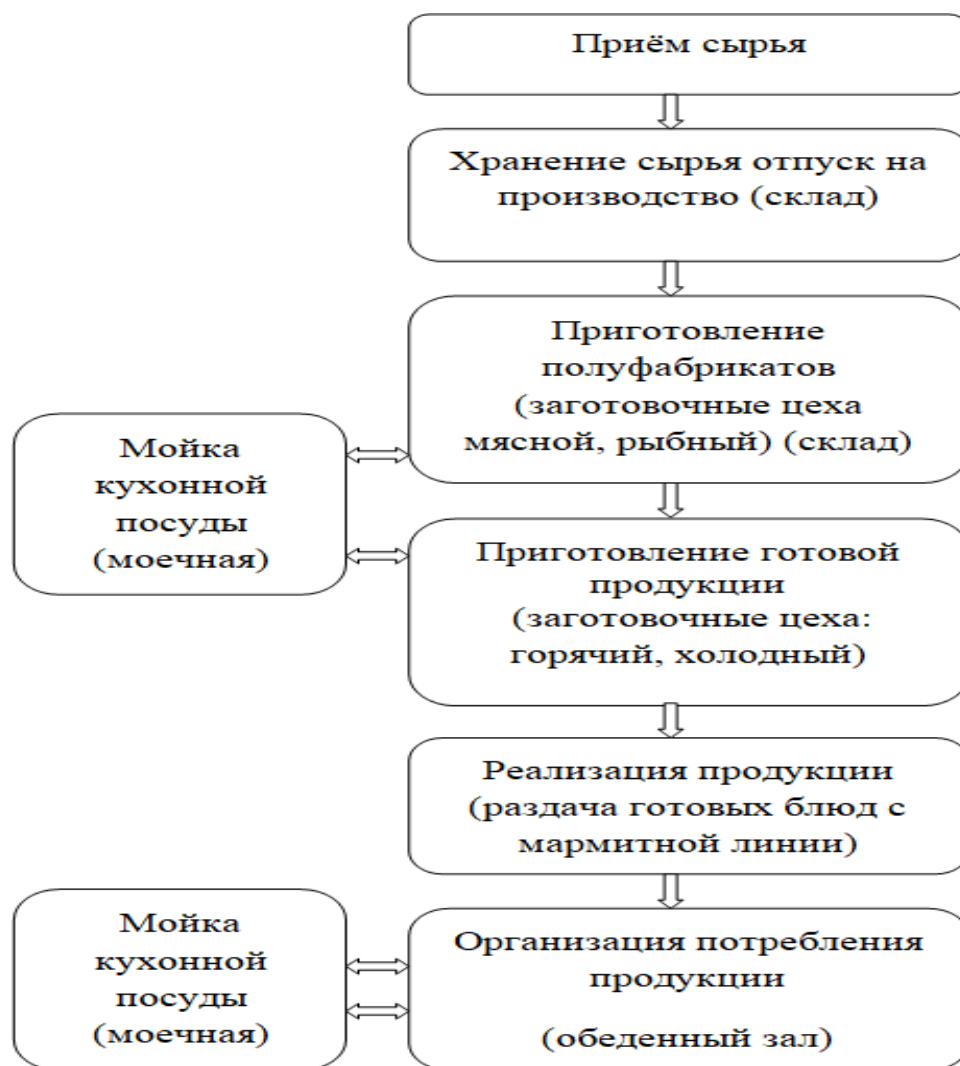 Приём сырья
Хранение сырья отпуск на
производство (склад)
Приготовление
полуфабрикатов
(заготовочные цеха
мясной, рыбный) (склад)
Мойка
кухонной
посуды
(моечная)
Приготовление готовой
продукции
(заготовочные цеха:
горячий, холодный)
Реализация продукции
(раздача готовых блюд с
мармитной линии)
Мойка
кухонной
посуды
(моечная)
Организация потребления
продукции
(обеденный зал)